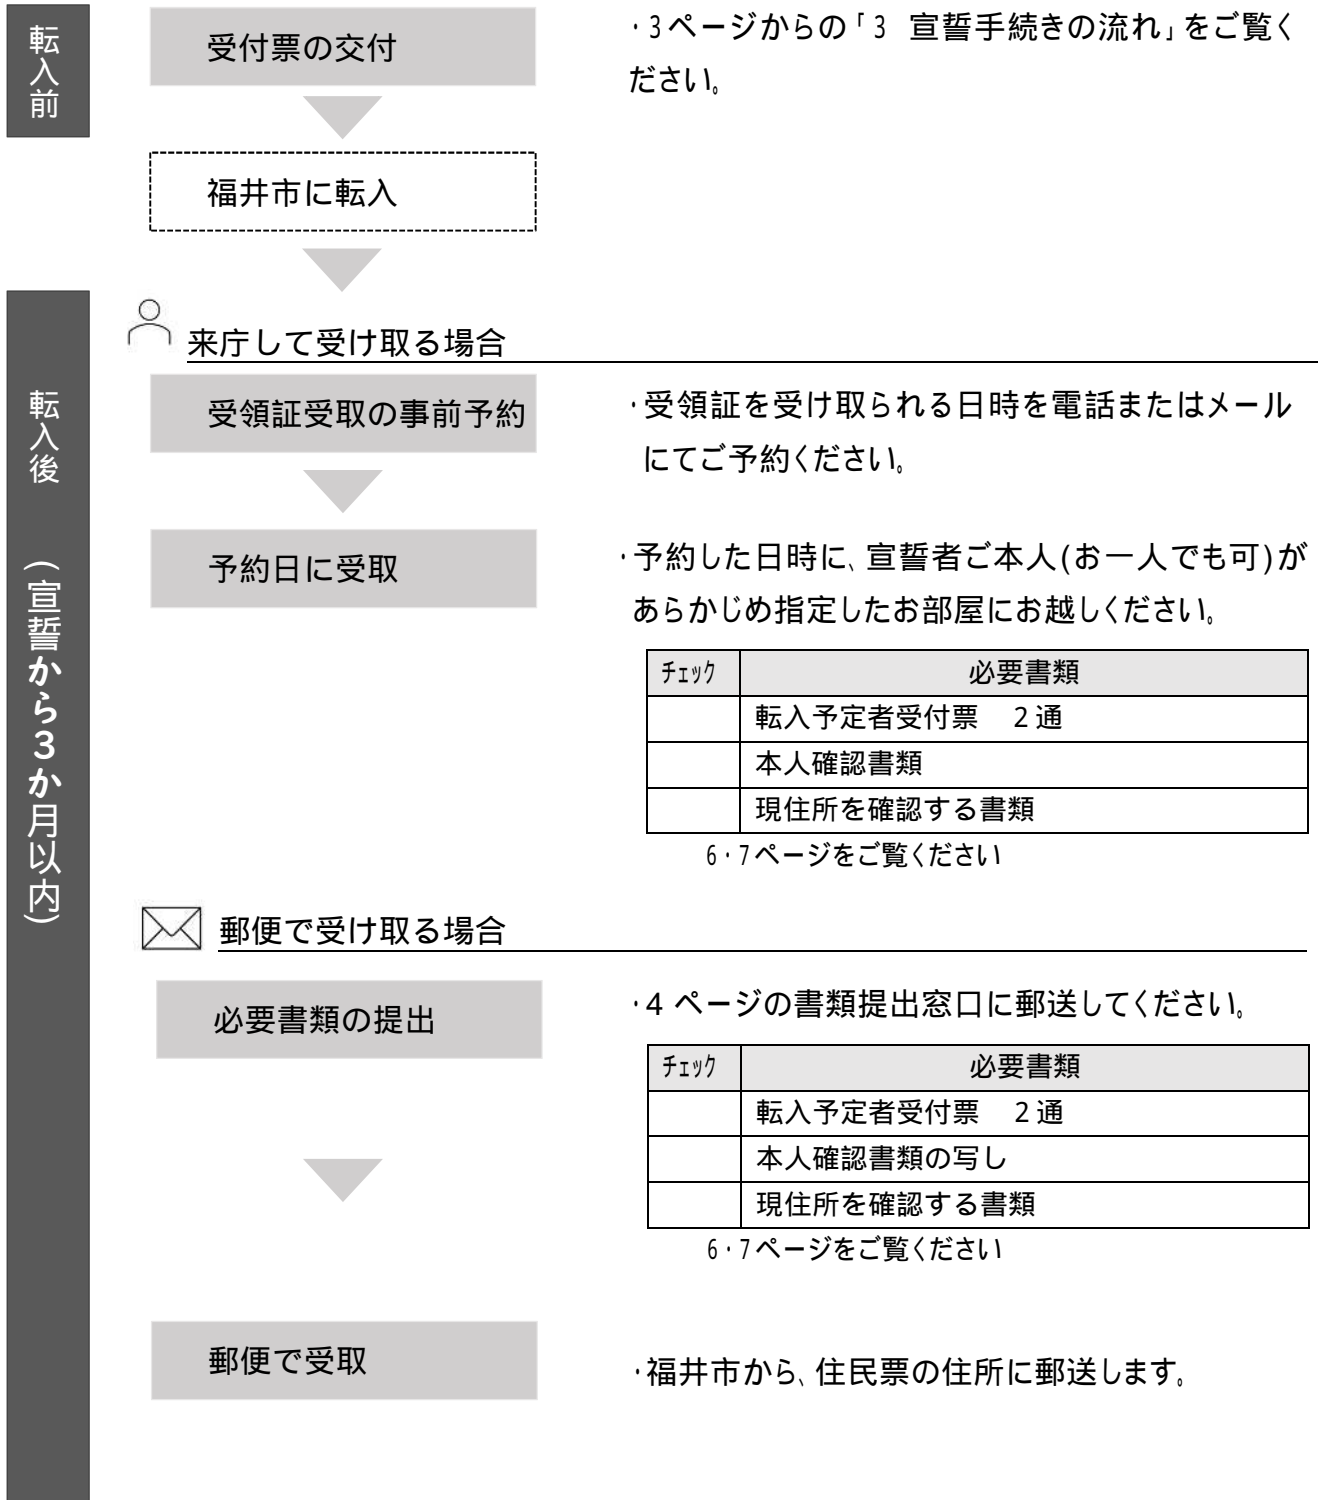 転入前
受付票の交付
・3ページからの「3 宣誓手続きの流れ」をご覧く
ださい。
福井市に転入
転入後 (宣誓から3か月以内)
来庁して受け取る場合
受領証受取の事前予約
・受領証を受け取られる日時を電話またはメール
にてご予約ください。
予約日に受取
・予約した日時に、宣誓者ご本人(お一人でも可)が
あらかじめ指定したお部屋にお越しください。
チェック 必要書類
転入予定者受付票 2通
本人確認書類
現住所を確認する書類
6・7ページをご覧ください
郵便で受け取る場合
必要書類の提出
・4 ページの書類提出窓口に郵送してください。
チェック 必要書類
転入予定者受付票 2通
本人確認書類の写し
現住所を確認する書類
6・7ページをご覧ください
郵便で受取
・福井市から、住民票の住所に郵送します。